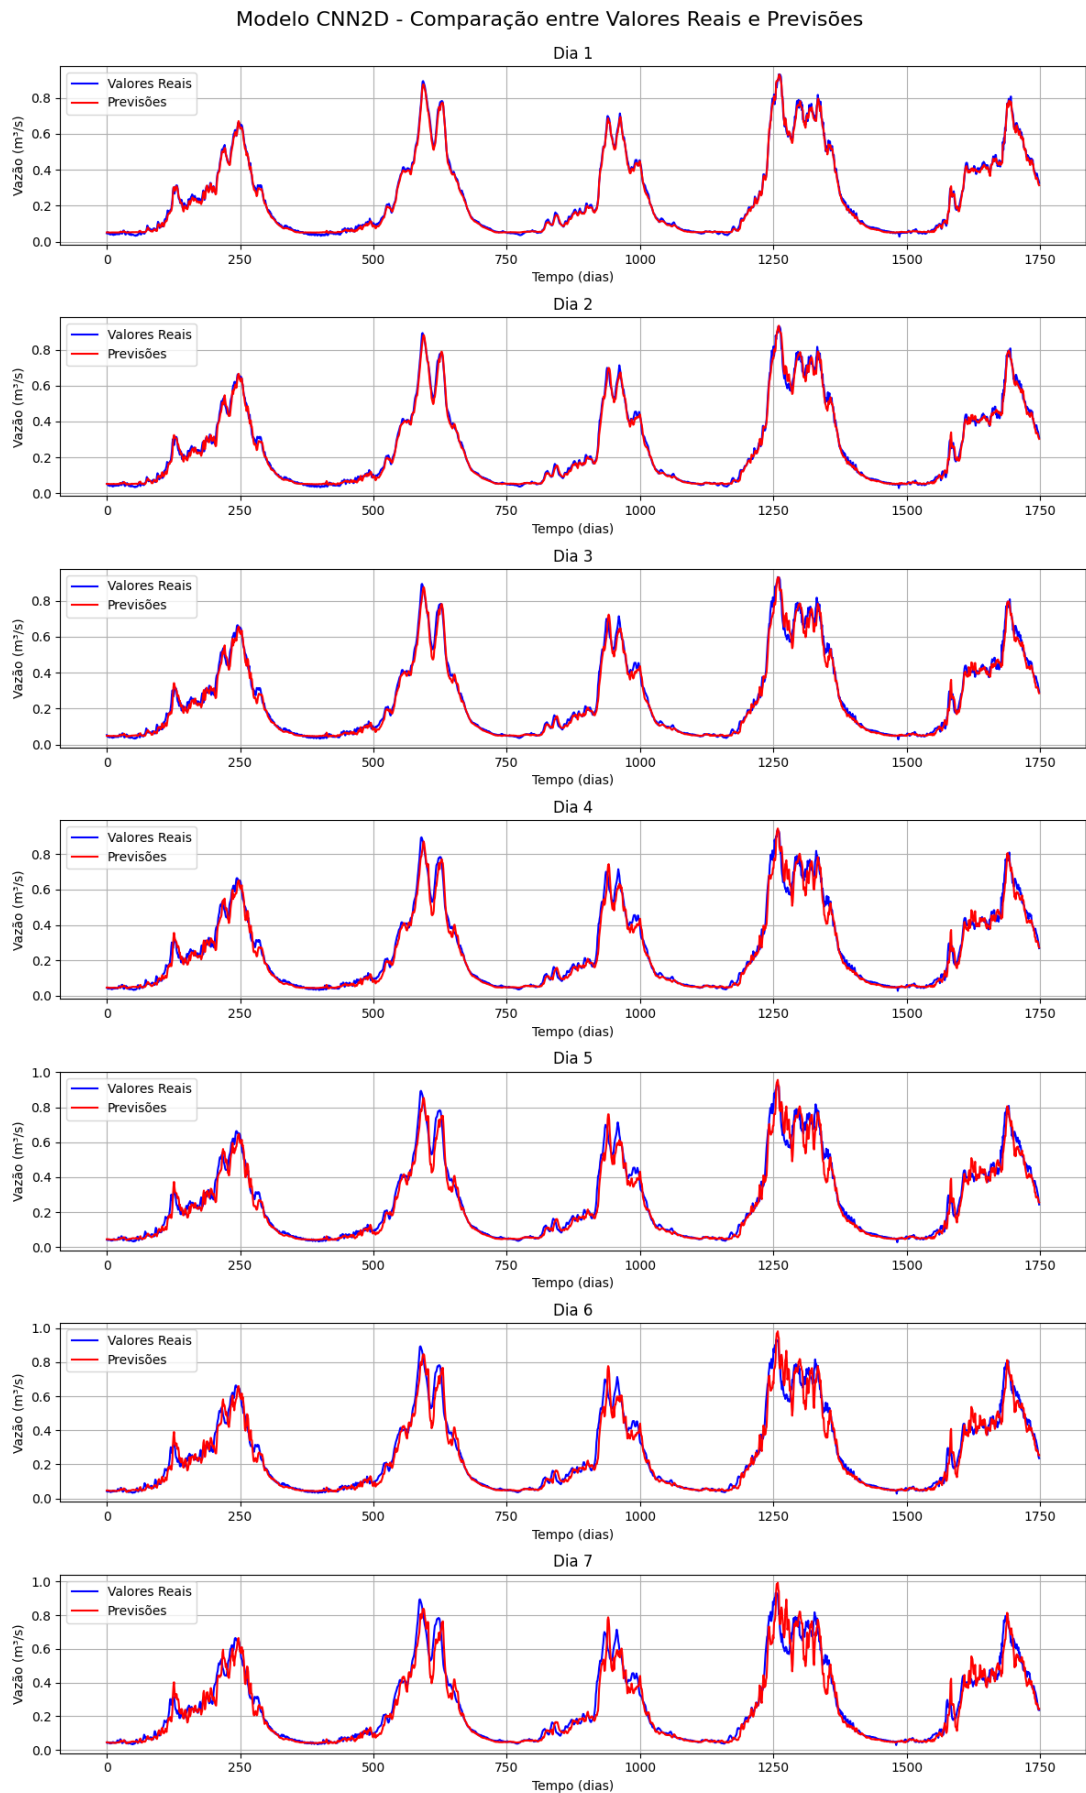 Modelo CNN2D - Comparação entre Valores Reais e Previsões
Dia 1
Valores Reais
Previsões
Vazão (m³/s)
0.8
0.6
0.4
0.2
0.0
0 250 500 750 1000 1250 1500 1750
Tempo (dias)
Dia 2
Valores Reais
Previsões
Vazão (m³/s)
0.8
0.6
0.4
0.2
0.0
0 250 500 750 1000 1250 1500 1750
Tempo (dias)
Dia 3
Valores Reais
Previsões
Vazão (m³/s)
0.8
0.6
0.4
0.2
0.0
0 250 500 750 1000 1250 1500 1750
Tempo (dias)
Dia 4
Valores Reais
Previsões
Vazão (m³/s)
0.8
0.6
0.4
0.2
0.0
0 250 500 750 1000 1250 1500 1750
Tempo (dias)
Dia 5
Valores Reais
Previsões
Vazão (m³/s)
1.0
0.8
0.6
0.4
0.2
0.0
0 250 500 750 1000 1250 1500 1750
Tempo (dias)
Dia 6
Valores Reais
Previsões
Vazão (m³/s)
1.0
0.8
0.6
0.4
0.2
0.0
0 250 500 750 1000 1250 1500 1750
Tempo (dias)
Dia 7
Valores Reais
Previsões
Vazão (m³/s)
1.0
0.8
0.6
0.4
0.2
0.0
0 250 500 750 1000 1250 1500 1750
Tempo (dias)